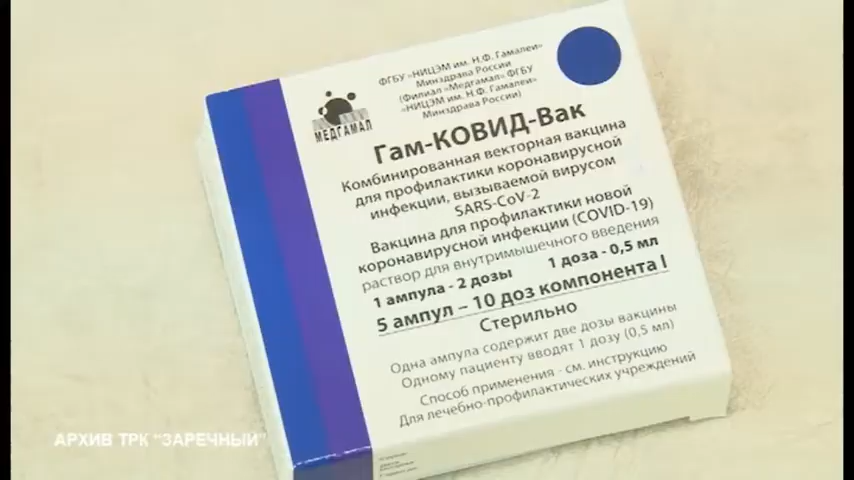 ФГБУ «НИЦЭМ им. Н.Ф. Гамалеи»
Минздрава России
(Филиал «Медгамал» ФГБУ
«НИЦЭМ им. Н.Ф. Гамалеи»
Минздрава России)
МЕДГАМАЛ
Гам-КОВИД-Вак
Комбинированная векторная вакцина
для профилактики коронавирусной
инфекции, вызываемой вирусом
SARS-CoV-2
Вакцина для профилактики новой
коронавирусной инфекции (COVID-19)
раствор для внутримышечного введения
1 ампула - 2 дозы 1 доза - 0,5 мл
5 ампул – 10 доз компонента I
Стерильно
Одна ампула содержит две дозы вакцины
Одному пациенту вводят 1 дозу (0,5 мл)
Способ применения - см. инструкцию
Для лечебно-профилактических учреждений
АРХИВ ТРК "ЗАРЕЧНЫЙ"